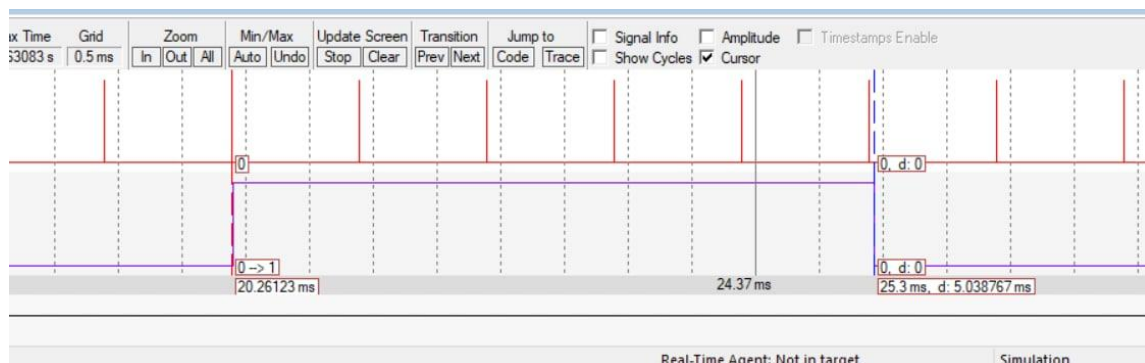 ax Time Grid Zoom Min/Max Update Screen Transition Jump to Signal Info Amplitude Timestamps Enable
63083 s 0.5 ms In Out All Auto Undo Stop Clear Prev Next Code Trace Show Cycles Cursor
0 0, d: 0
0 --> 1 0, d: 0
20.26123 ms 24.37 ms 25.3 ms, d: 5.038767 ms
Real-Time Agent: Not in target Simulation